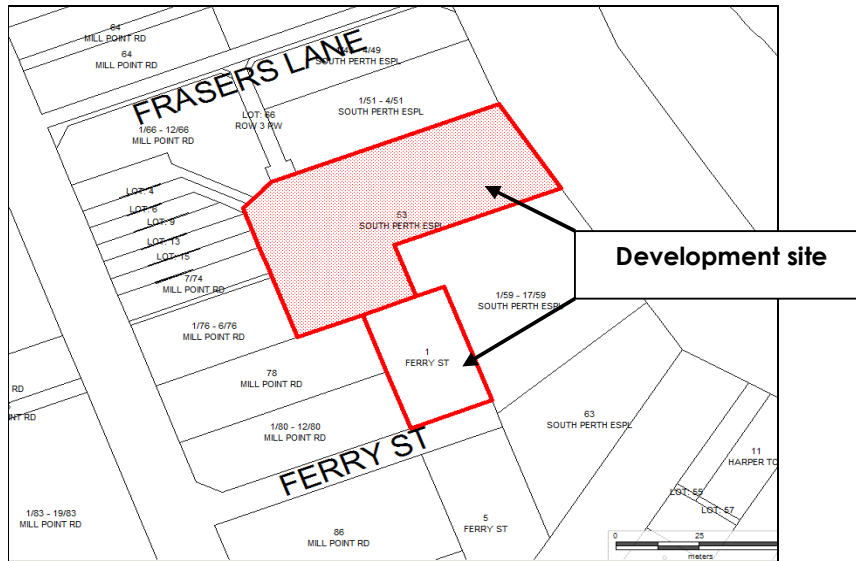 64
MILL POINT RD
64
MILL POINT RD
FRASERS LANE
SOUTH PERTH ESPL
1/51 - 4/51
SOUTH PERTH ESPL
LOT: 66
ROW 3 PW
1/66 - 12/66
MILL POINT RD
LOT: 4
LOT: 6
LOT: 9
LOT: 13
LOT: 15
7/74
MILL POINT RD
53
SOUTH PERTH ESPL
Development site
1/59 - 17/59
SOUTH PERTH ESPL
1/76 - 6/76
MILL POINT RD
1
FERRY ST
78
MILL POINT RD
RD
NT RD
1/80 - 12/80
MILL POINT RD
63
SOUTH PERTH ESPL
FERRY ST
11
HARPER TC
LOT: 55
LOT: 57
1/83 - 19/83
MILL POINT RD
86
MILL POINT RD
5
FERRY ST
0 25
meters